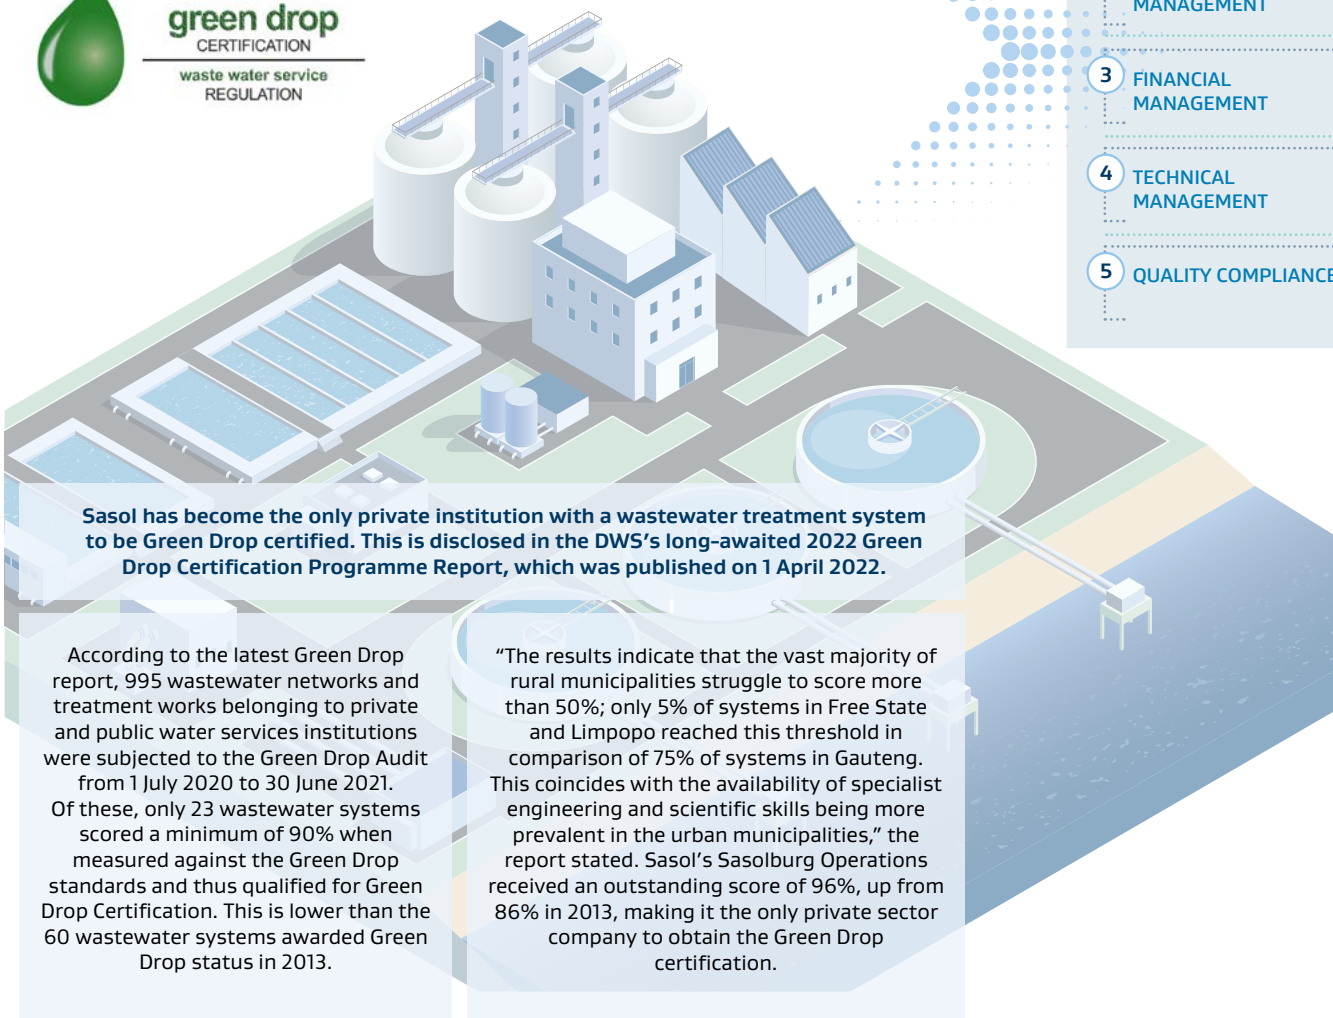 green drop
CERTIFICATION
waste water service
REGULATION
MANAGEMENT
3 FINANCIAL
MANAGEMENT
4 TECHNICAL
MANAGEMENT
5 QUALITY COMPLIANCE
Sasol has become the only private institution with a wastewater treatment system
to be Green Drop certified. This is disclosed in the DWS’s long-awaited 2022 Green
Drop Certification Programme Report, which was published on 1 April 2022.
According to the latest Green Drop
report, 995 wastewater networks and
treatment works belonging to private
and public water services institutions
were subjected to the Green Drop Audit
from 1 July 2020 to 30 June 2021.
Of these, only 23 wastewater systems
scored a minimum of 90% when
measured against the Green Drop
standards and thus qualified for Green
Drop Certification. This is lower than the
60 wastewater systems awarded Green
Drop status in 2013.
“The results indicate that the vast majority of
rural municipalities struggle to score more
than 50%; only 5% of systems in Free State
and Limpopo reached this threshold in
comparison of 75% of systems in Gauteng.
This coincides with the availability of specialist
engineering and scientific skills being more
prevalent in the urban municipalities,” the
report stated. Sasol’s Sasolburg Operations
received an outstanding score of 96%, up from
86% in 2013, making it the only private sector
company to obtain the Green Drop
certification.